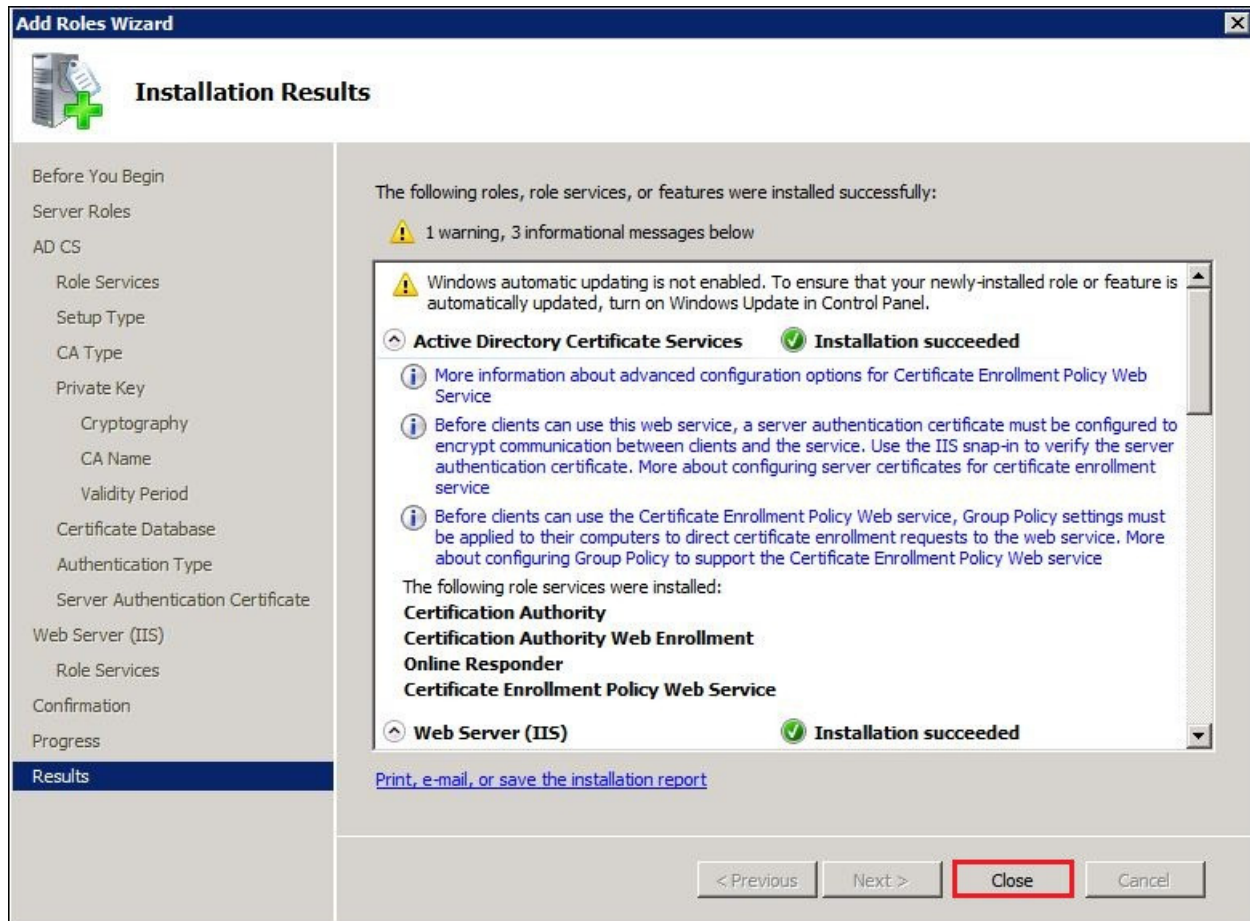 Add Roles Wizard
Installation Results
Before You Begin
Server Roles
AD CS
Role Services
Setup Type
CA Type
Private Key
Cryptography
CA Name
Validity Period
Certificate Database
Authentication Type
Server Authentication Certificate
Web Server (IIS)
Role Services
Confirmation
Progress
Results
The following roles, role services, or features were installed successfully:
1 warning, 3 informational messages below
Windows automatic updating is not enabled. To ensure that your newly-installed role or feature is
automatically updated, turn on Windows Update in Control Panel.
Active Directory Certificate Services Installation succeeded
More information about advanced configuration options for Certificate Enrollment Policy Web
Service
Before clients can use this web service, a server authentication certificate must be configured to
encrypt communication between clients and the service. Use the IIS snap-in to verify the server
authentication certificate. More about configuring server certificates for certificate enrollment
service
Before clients can use the Certificate Enrollment Policy Web service, Group Policy settings must
be applied to their computers to direct certificate enrollment requests to the web service. More
about configuring Group Policy to support the Certificate Enrollment Policy Web service
The following role services were installed:
Certification Authority
Certification Authority Web Enrollment
Online Responder
Certificate Enrollment Policy Web Service
Web Server (IIS) Installation succeeded
Print, e-mail, or save the installation report
< Previous Next > Close Cancel